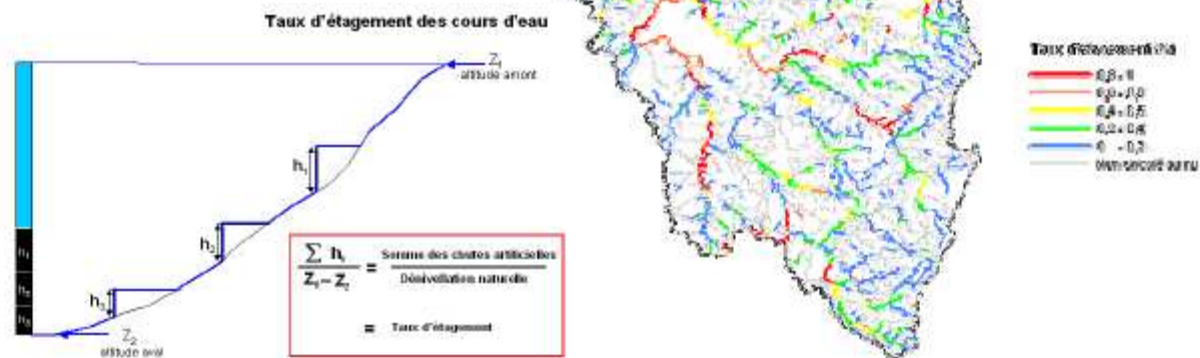 Taux d'étagement des cours d'eau
Z1
altitude amont
h1
h2
h3
Z2
altitude aval
h1
h2
h3
∑ hi / Z1 – Z2 = Somme des chutes artificielles / Dénivellation naturelle
= Taux d'étagement
Taux